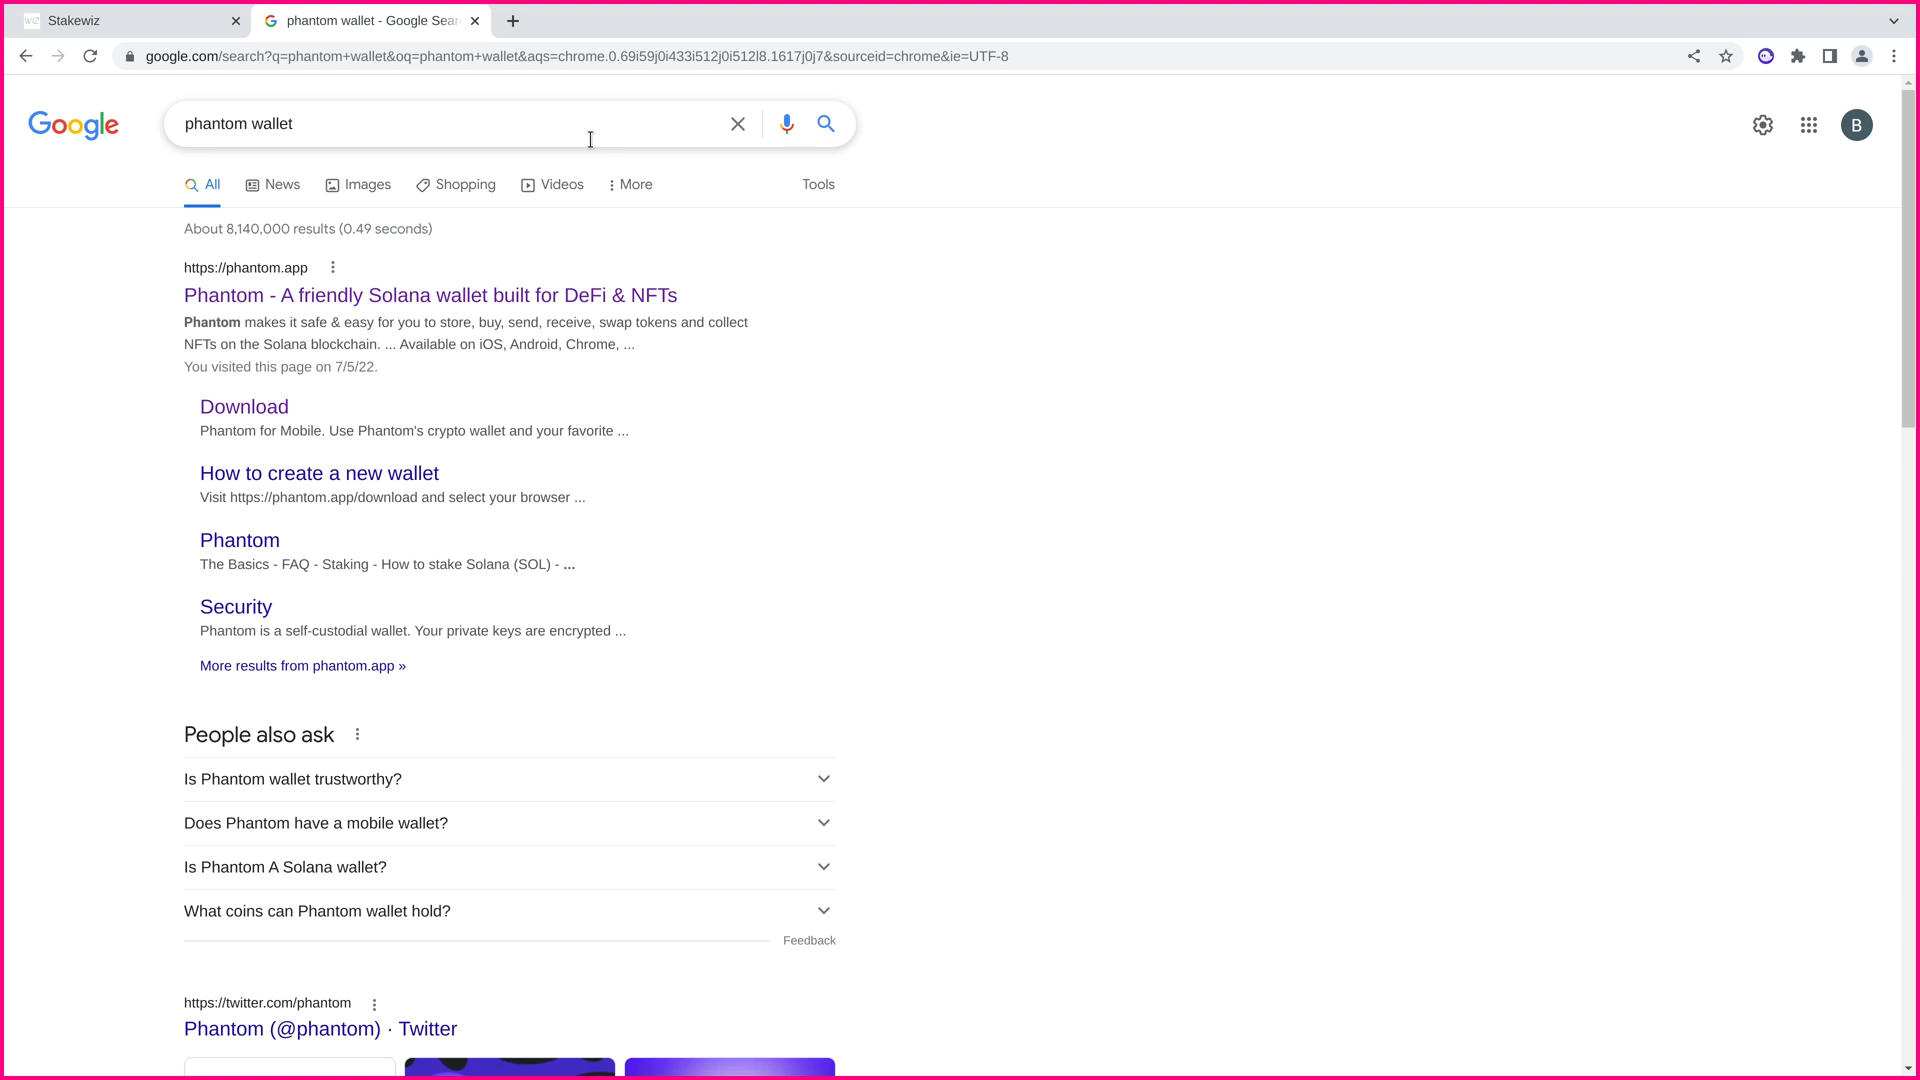 WIZ Stakewiz
phantom wallet - Google Sear
google.com/search?q=phantom+wallet&oq=phantom+wallet&aqs=chrome.0.69i59j0i433i512j0i512l8.1617j0j7&sourceid=chrome&ie=UTF-8
Google
phantom wallet
B
All
News
Images
Shopping
Videos
More
Tools
About 8,140,000 results (0.49 seconds)
https://phantom.app
Phantom - A friendly Solana wallet built for DeFi & NFTs
Phantom makes it safe & easy for you to store, buy, send, receive, swap tokens and collect
NFTs on the Solana blockchain. ... Available on iOS, Android, Chrome, ...
You visited this page on 7/5/22.
Download
Phantom for Mobile. Use Phantom's crypto wallet and your favorite ...
How to create a new wallet
Visit https://phantom.app/download and select your browser ...
Phantom
The Basics - FAQ - Staking - How to stake Solana (SOL) - ...
Security
Phantom is a self-custodial wallet. Your private keys are encrypted ...
More results from phantom.app »
People also ask
Is Phantom wallet trustworthy?
Does Phantom have a mobile wallet?
Is Phantom A Solana wallet?
What coins can Phantom wallet hold?
Feedback
https://twitter.com/phantom
Phantom (@phantom) · Twitter